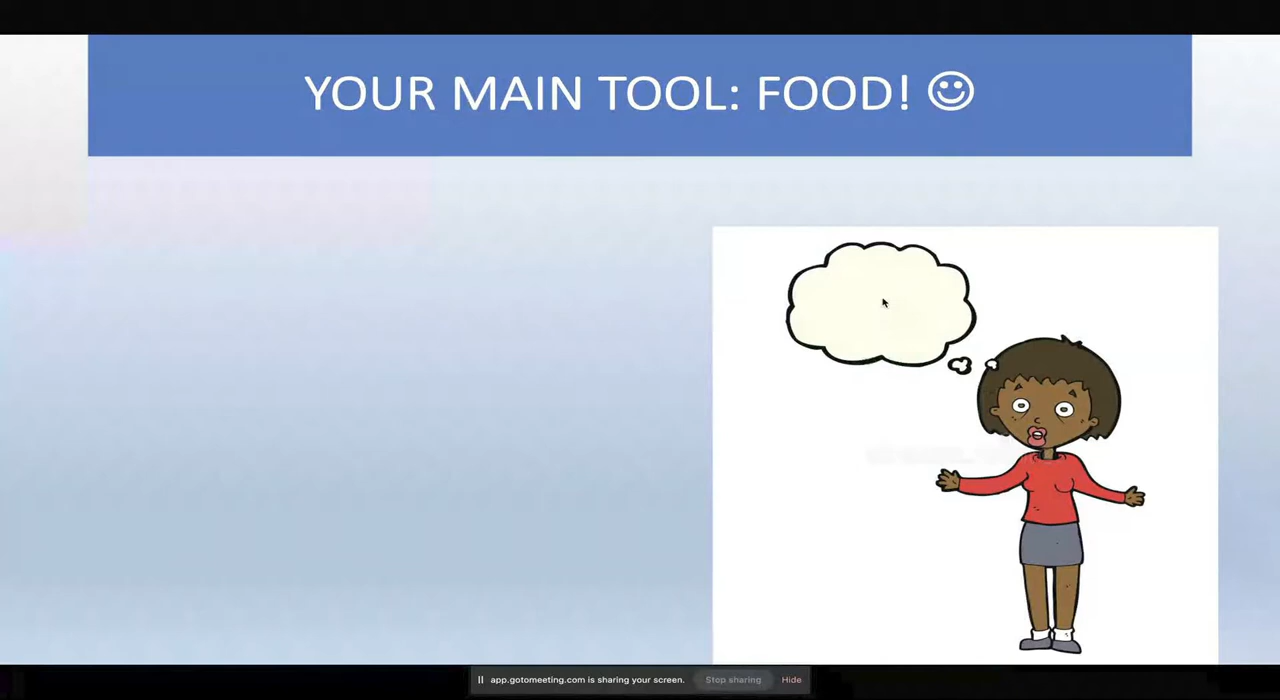 YOUR MAIN TOOL: FOOD! ☺
app.gotomeeting.com is sharing your screen. Stop sharing Hide